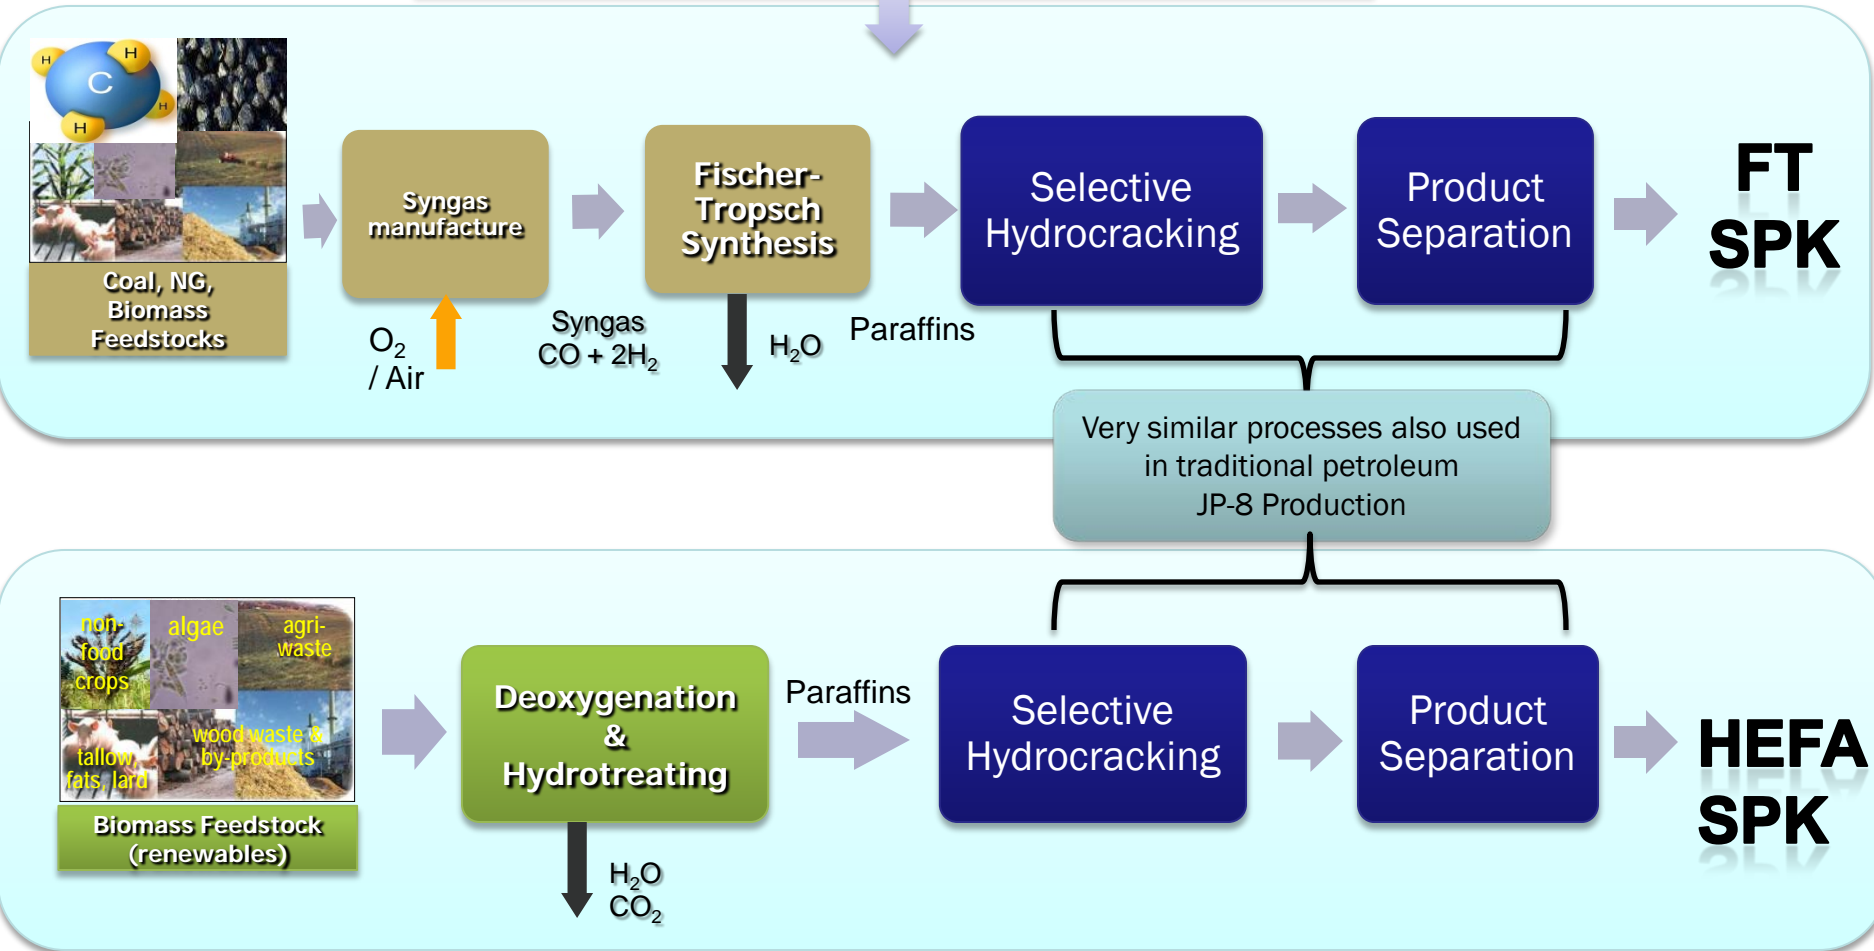 H
H
C
H
H
Coal, NG,
Biomass
Feedstocks
Syngas
manufacture
O₂
/ Air
Syngas
CO + 2H₂
Fischer-
Tropsch
Synthesis
H₂O
Paraffins
Selective
Hydrocracking
Product
Separation
FT
SPK
Very similar processes also used
in traditional petroleum
JP-8 Production
non-
food
crops
algae
agri-
waste
tallow,
fats, lard
wood waste &
by-products
Biomass Feedstock
(renewables)
Deoxygenation
&
Hydrotreating
H₂O
CO₂
Paraffins
Selective
Hydrocracking
Product
Separation
HEFA
SPK